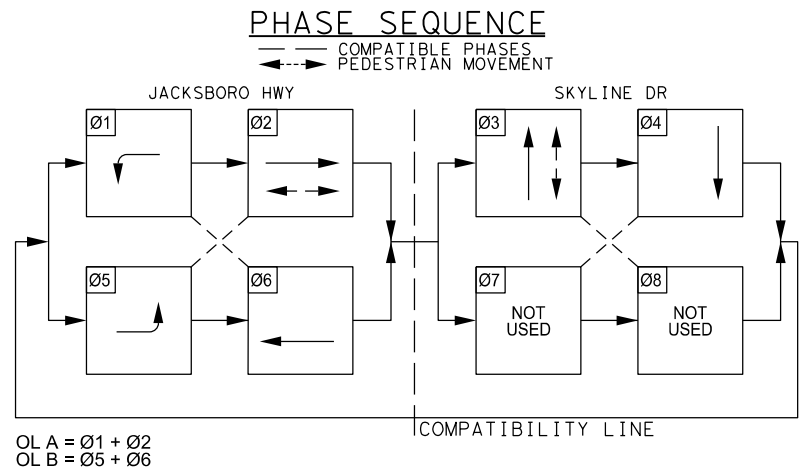 PHASE SEQUENCE
COMPATIBLE PHASES
PEDESTRIAN MOVEMENT
JACKSBORO HWY
SKYLINE DR
Ø1
Ø2
Ø3
Ø4
Ø5
Ø6
Ø7
NOT
USED
Ø8
NOT
USED
COMPATIBILITY LINE
OL A = Ø1 + Ø2
OL B = Ø5 + Ø6